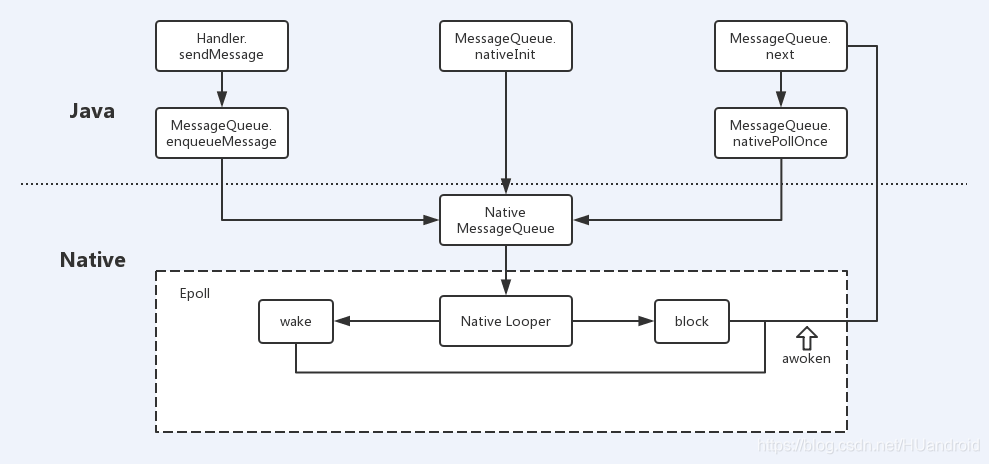 Handler.
sendMessage
MessageQueue.
nativeInit
MessageQueue.
next
Java
MessageQueue.
enqueueMessage
MessageQueue.
nativePollOnce
Native
MessageQueue
Native
Epoll
wake
Native Looper
block
awoken
https://blog.csdn.net/HUandroid